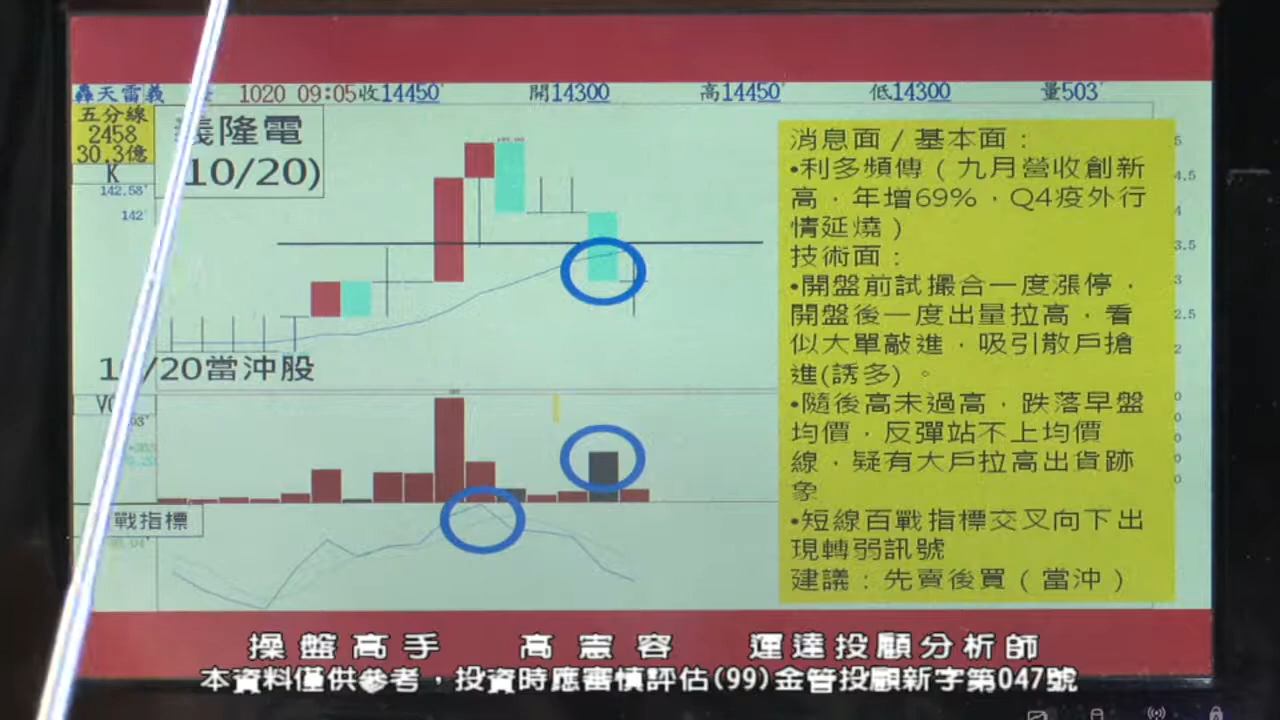 轟天雷義
1020 09:05收14450' 開14300 高14450' 低14300 量503'
五分線
2458
30.3億
K
142.58'
142'
義隆電
10/20)
10/20當沖股
消息面 / 基本面:
•利多頻傳(九月營收創新
高,年增69%,Q4疫外行
情延燒)
技術面:
•開盤前試撮合一度漲停,
開盤後一度出量拉高,看
似大單敲進,吸引散戶搶
進(誘多)。
•隨後高未過高,跌落早盤
均價,反彈站不上均價
線,疑有大戶拉高出貨跡
象
•短線百戰指標交叉向下出
現轉弱訊號
建議:先賣後買(當沖)
4.5
4
3.5
3
2.5
2
戰指標
操盤高手 高憲容 運達投顧分析師
本資料僅供參考,投資時應審慎評估(99)金管投顧新字第047號